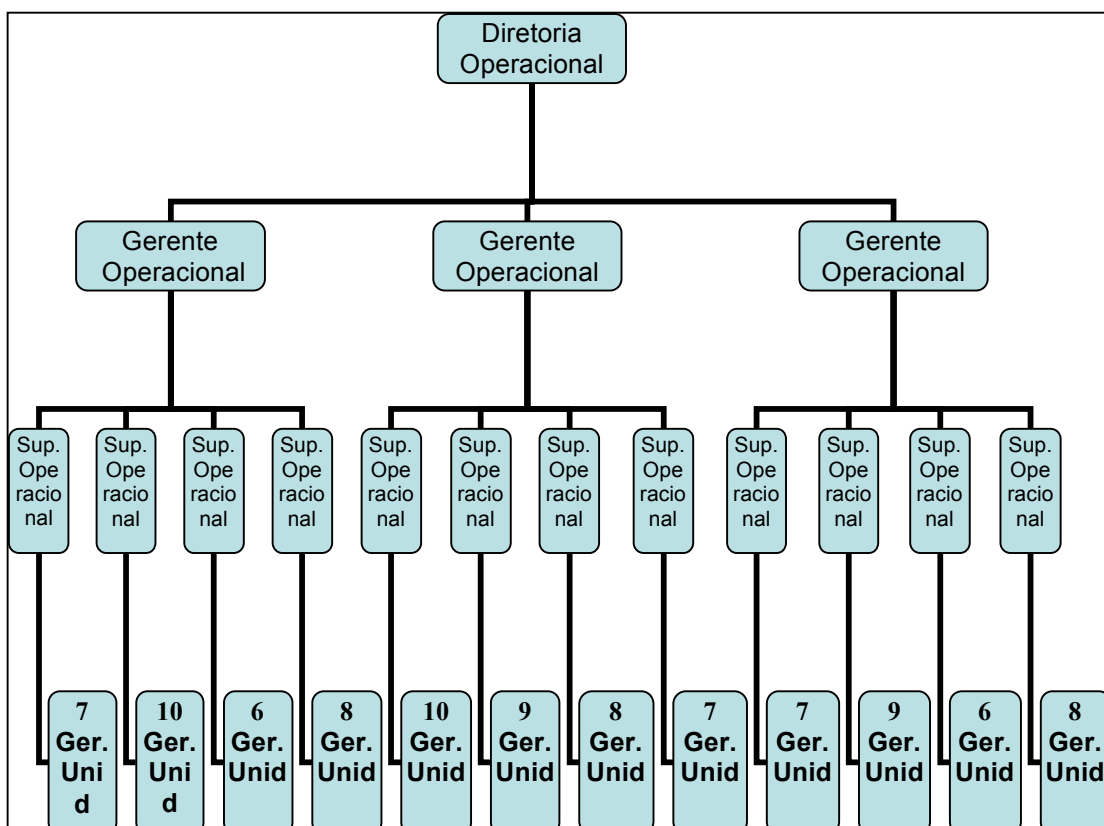 Diretoria
Operacional
Gerente
Operacional
Gerente
Operacional
Gerente
Operacional
Sup.
Ope
racio
nal
Sup.
Ope
racio
nal
Sup.
Ope
racio
nal
Sup.
Ope
racio
nal
Sup.
Ope
racio
nal
Sup.
Ope
racio
nal
Sup.
Ope
racio
nal
Sup.
Ope
racio
nal
Sup.
Ope
racio
nal
Sup.
Ope
racio
nal
Sup.
Ope
racio
nal
Sup.
Ope
racio
nal
7
Ger.
Uni
d
10
Ger.
Uni
d
6
Ger.
Unid
8
Ger.
Unid
10
Ger.
Unid
9
Ger.
Unid
8
Ger.
Unid
7
Ger.
Unid
7
Ger.
Unid
9
Ger.
Unid
6
Ger.
Unid
8
Ger.
Unid